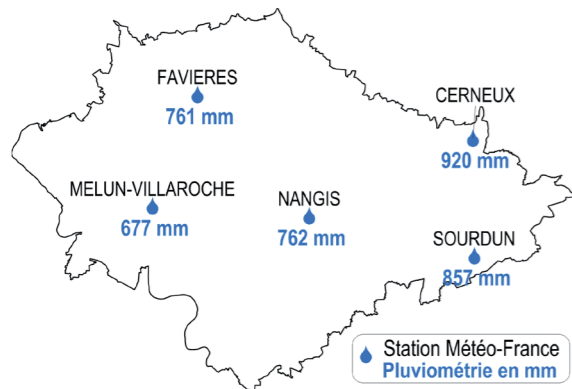 FAVIERES
761 mm
CERNEUX
920 mm
MELUN-VILLAROCHE
677 mm
NANGIS
762 mm
SOURDUN
857 mm
Station Météo-France
Pluviométrie en mm